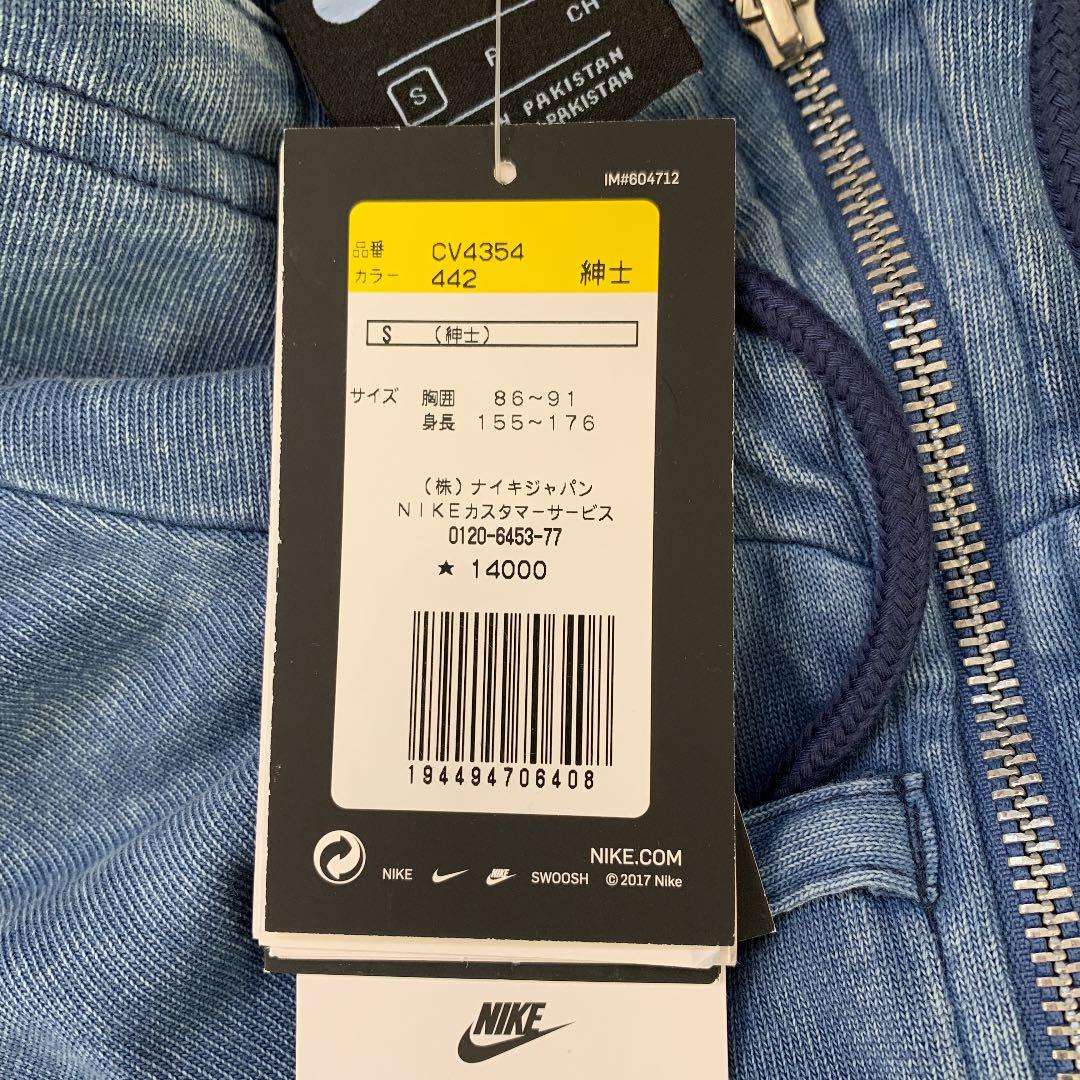 CH
S
PAKISTAN
PAKISTAN
IM#604712
品番 CV4354
カラー 442 紳士
S (紳士)
サイズ 胸囲 86~91
身長 155~176
(株)ナイキジャパン
NIKEカスタマーサービス
0120-6453-77
★ 14000
194494706408
NIKE.COM
NIKE NIKE SWOOSH © 2017 Nike
NIKE